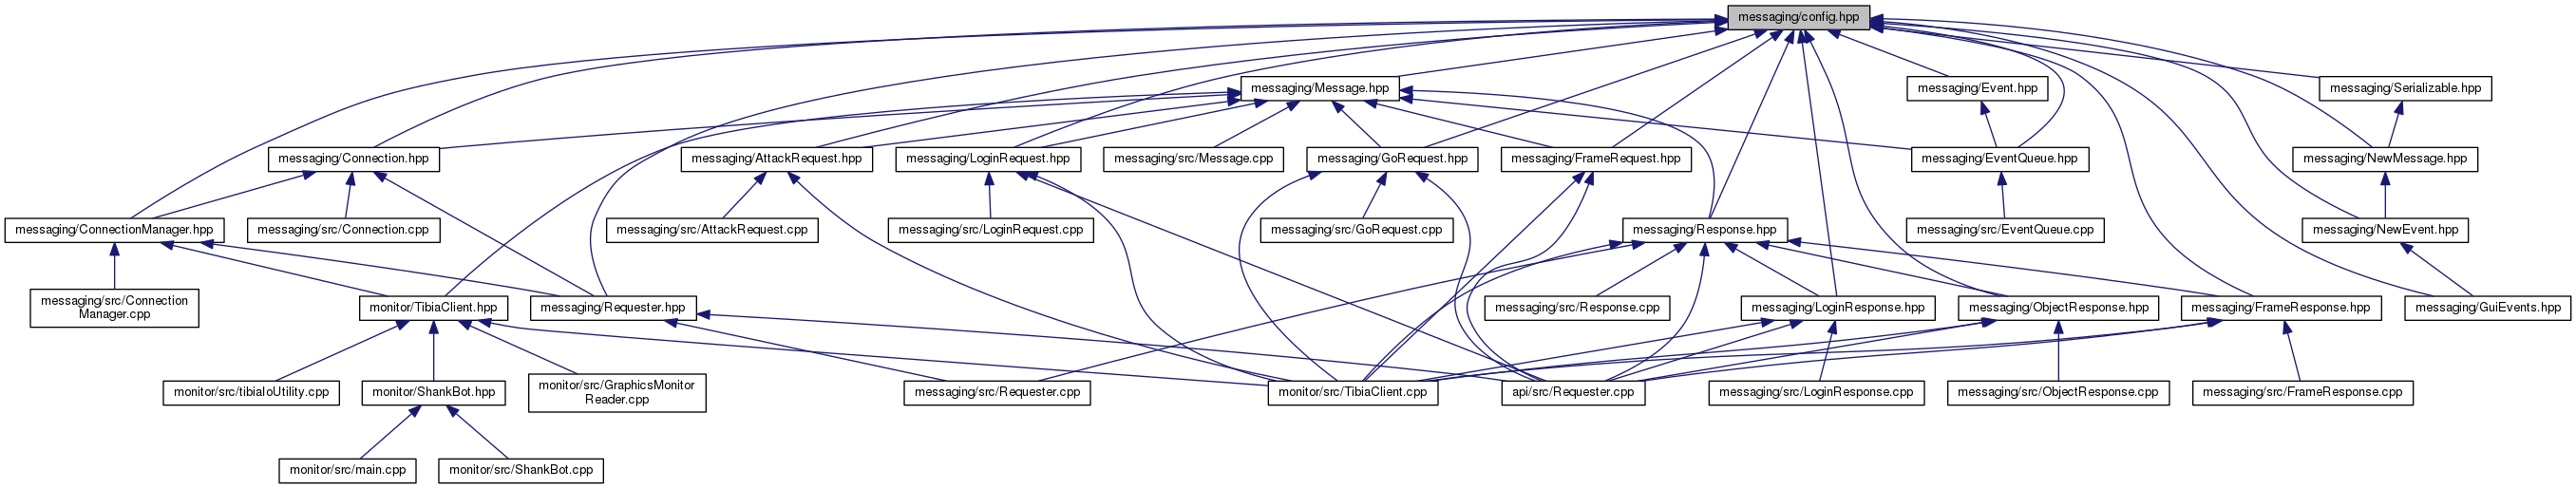 messaging/config.hpp
messaging/Message.hpp
messaging/Event.hpp
messaging/Serializable.hpp
messaging/Connection.hpp
messaging/AttackRequest.hpp
messaging/LoginRequest.hpp
messaging/src/Message.cpp
messaging/GoRequest.hpp
messaging/FrameRequest.hpp
messaging/EventQueue.hpp
messaging/NewMessage.hpp
messaging/ConnectionManager.hpp
messaging/src/Connection.cpp
messaging/src/AttackRequest.cpp
messaging/src/LoginRequest.cpp
messaging/src/GoRequest.cpp
messaging/Response.hpp
messaging/src/EventQueue.cpp
messaging/NewEvent.hpp
messaging/src/Connection
Manager.cpp
monitor/TibiaClient.hpp
messaging/Requester.hpp
messaging/src/Response.cpp
messaging/LoginResponse.hpp
messaging/ObjectResponse.hpp
messaging/FrameResponse.hpp
messaging/GuiEvents.hpp
monitor/src/tibiaIoUtility.cpp
monitor/ShankBot.hpp
monitor/src/GraphicsMonitor
Reader.cpp
messaging/src/Requester.cpp
monitor/src/TibiaClient.cpp
api/src/Requester.cpp
messaging/src/LoginResponse.cpp
messaging/src/ObjectResponse.cpp
messaging/src/FrameResponse.cpp
monitor/src/main.cpp
monitor/src/ShankBot.cpp